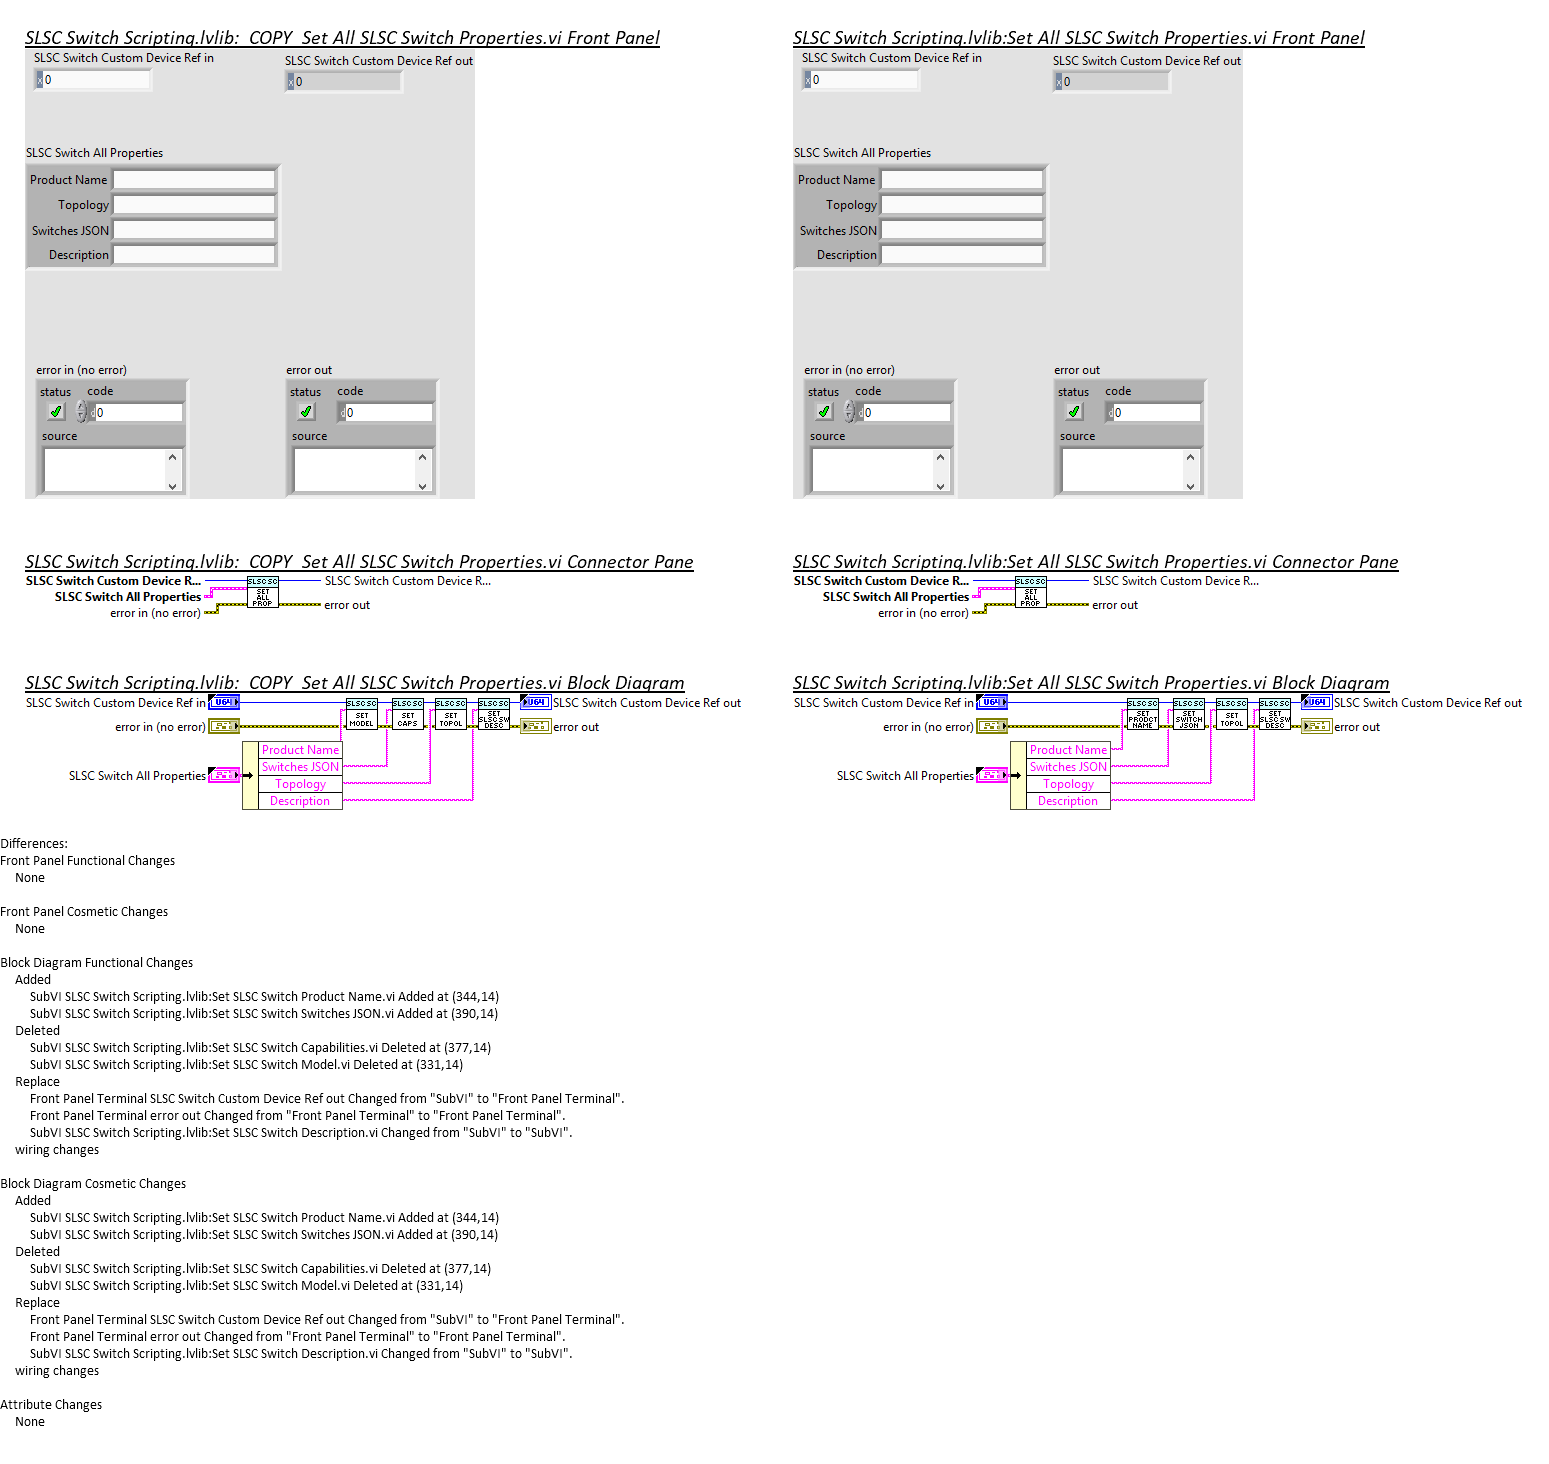 SLSC Switch Scripting.lvlib:  COPY  Set All SLSC Switch Properties.vi Front Panel
SLSC Switch Custom Device Ref in
SLSC Switch Custom Device Ref out
x 0
x 0
SLSC Switch All Properties
Product Name
Topology
Switches JSON
Description
error in (no error)
error out
status code
status code
d 0
d 0
source
source
SLSC Switch Scripting.lvlib:Set All SLSC Switch Properties.vi Front Panel
SLSC Switch Custom Device Ref in
SLSC Switch Custom Device Ref out
x 0
x 0
SLSC Switch All Properties
Product Name
Topology
Switches JSON
Description
error in (no error)
error out
status code
status code
d 0
d 0
source
source
SLSC Switch Scripting.lvlib:  COPY  Set All SLSC Switch Properties.vi Connector Pane
SLSC Switch Custom Device R...
SLSC SC
SLSC Switch Custom Device R...
SLSC Switch All Properties
SET
ALL
PROP
error in (no error)
error out
SLSC Switch Scripting.lvlib:Set All SLSC Switch Properties.vi Connector Pane
SLSC Switch Custom Device R...
SLSC SC
SLSC Switch Custom Device R...
SLSC Switch All Properties
SET
ALL
PROP
error in (no error)
error out
SLSC Switch Scripting.lvlib:  COPY  Set All SLSC Switch Properties.vi Block Diagram
SLSC Switch Custom Device Ref in
U64
SLSC SC
SET
MODEL
SLSC SC
SET
CAPS
SLSC SC
SET
TOPOL
SLSC SC
SET
SLSC SW
DESC
U64
SLSC Switch Custom Device Ref out
error in (no error)
error out
SLSC Switch All Properties
Product Name
Switches JSON
Topology
Description
SLSC Switch Scripting.lvlib:Set All SLSC Switch Properties.vi Block Diagram
SLSC Switch Custom Device Ref in
U64
SLSC SC
SET
PRODCT
NAME
SLSC SC
SET
SWITCH
JSON
SLSC SC
SET
TOPOL
SLSC SC
SET
SLSC SW
DESC
U64
SLSC Switch Custom Device Ref out
error in (no error)
error out
SLSC Switch All Properties
Product Name
Switches JSON
Topology
Description
Differences:
Front Panel Functional Changes
None
Front Panel Cosmetic Changes
None
Block Diagram Functional Changes
Added
SubVI SLSC Switch Scripting.lvlib:Set SLSC Switch Product Name.vi Added at (344,14)
SubVI SLSC Switch Scripting.lvlib:Set SLSC Switch Switches JSON.vi Added at (390,14)
Deleted
SubVI SLSC Switch Scripting.lvlib:Set SLSC Switch Capabilities.vi Deleted at (377,14)
SubVI SLSC Switch Scripting.lvlib:Set SLSC Switch Model.vi Deleted at (331,14)
Replace
Front Panel Terminal SLSC Switch Custom Device Ref out Changed from "SubVI" to "Front Panel Terminal".
Front Panel Terminal error out Changed from "Front Panel Terminal" to "Front Panel Terminal".
SubVI SLSC Switch Scripting.lvlib:Set SLSC Switch Description.vi Changed from "SubVI" to "SubVI".
wiring changes
Block Diagram Cosmetic Changes
Added
SubVI SLSC Switch Scripting.lvlib:Set SLSC Switch Product Name.vi Added at (344,14)
SubVI SLSC Switch Scripting.lvlib:Set SLSC Switch Switches JSON.vi Added at (390,14)
Deleted
SubVI SLSC Switch Scripting.lvlib:Set SLSC Switch Capabilities.vi Deleted at (377,14)
SubVI SLSC Switch Scripting.lvlib:Set SLSC Switch Model.vi Deleted at (331,14)
Replace
Front Panel Terminal SLSC Switch Custom Device Ref out Changed from "SubVI" to "Front Panel Terminal".
Front Panel Terminal error out Changed from "Front Panel Terminal" to "Front Panel Terminal".
SubVI SLSC Switch Scripting.lvlib:Set SLSC Switch Description.vi Changed from "SubVI" to "SubVI".
wiring changes
Attribute Changes
None